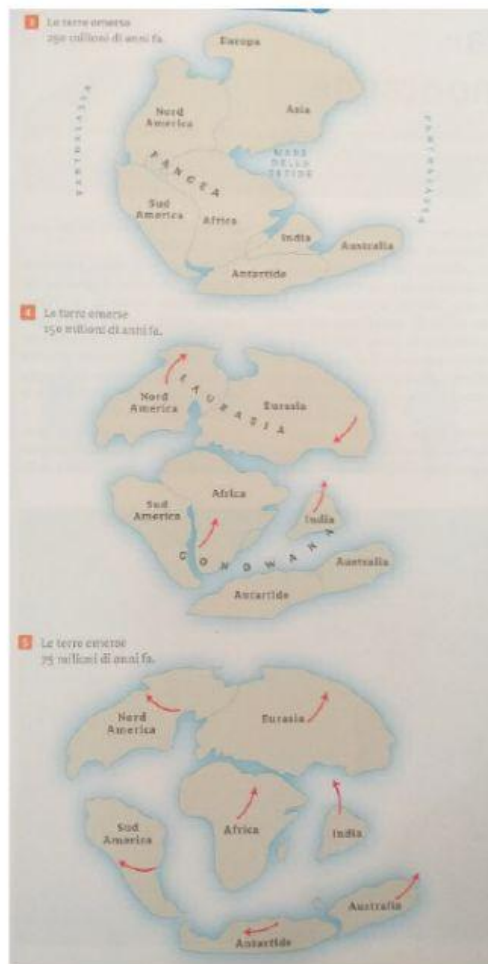 3 Le terre emerse
250 milioni di anni fa.
Europa
Nord
America
Asia
PANTHALASSA
PANGEA
MARE
DELLA
TETIDE
PANTHALASSA
Sud
America
Africa
India
Australia
Antartide
4 Le terre emerse
150 milioni di anni fa.
Nord
America
LAURASIA
Eurasia
Africa
Sud
America
India
GONDWANA
Australia
Antartide
5 Le terre emerse
75 milioni di anni fa.
Nord
America
Eurasia
Sud
America
Africa
India
Australia
Antartide